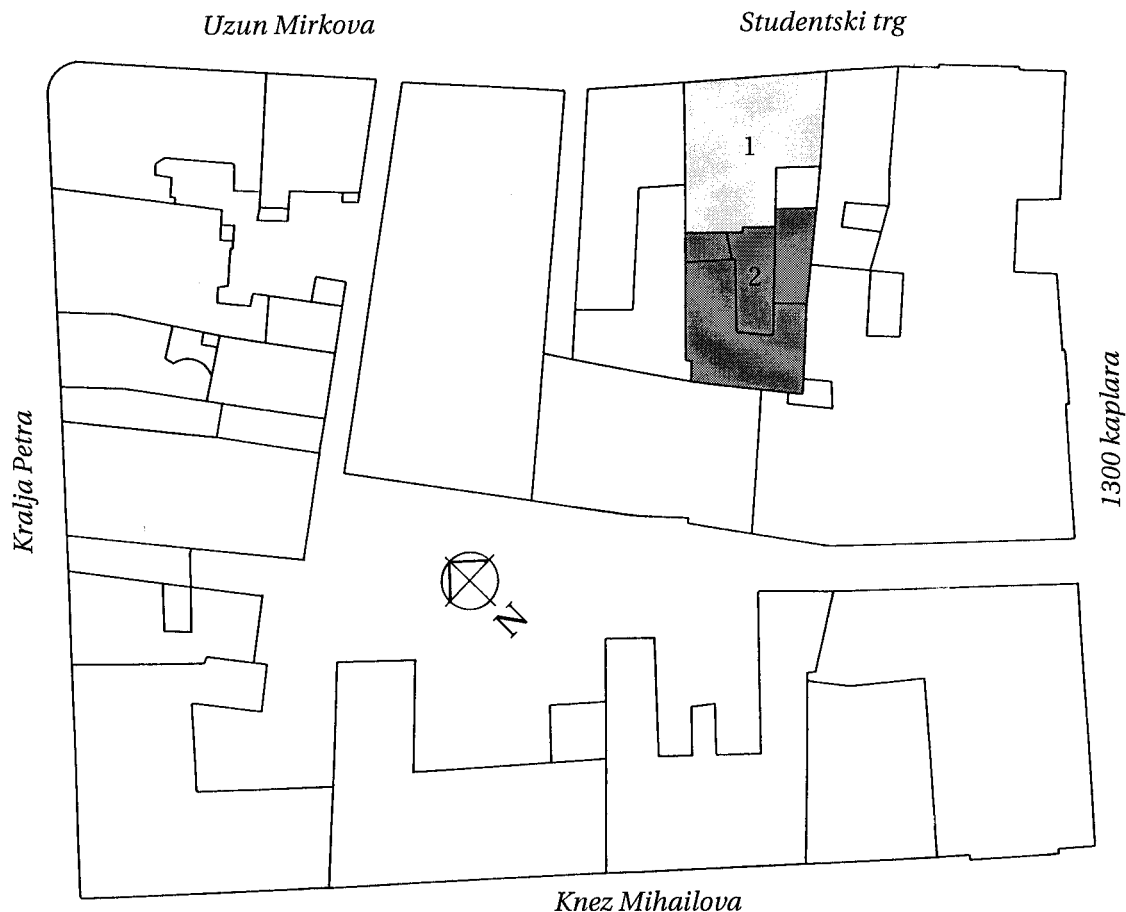 Uzun Mirkova
Studentski trg
1
2
Kralja Petra
1300 kaplara
N
Knez Mihailova